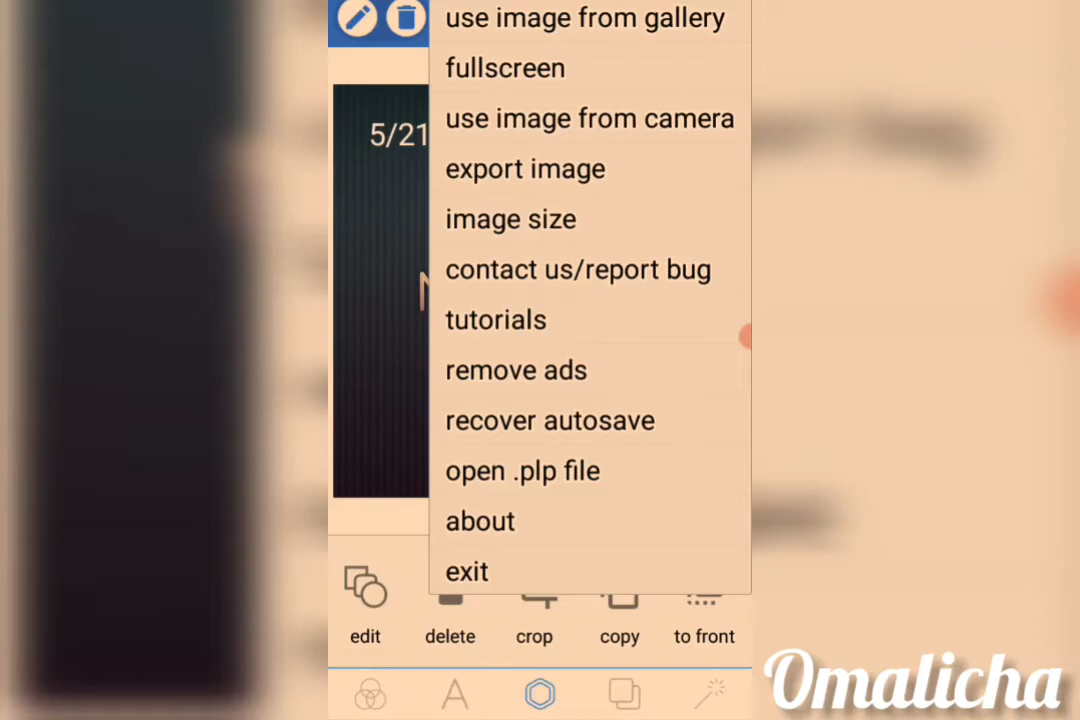 use image from gallery
fullscreen
use image from camera
5/21
export image
image size
contact us/report bug
N
tutorials
remove ads
recover autosave
open .plp file
about
exit
edit delete crop copy to front
Omalicha